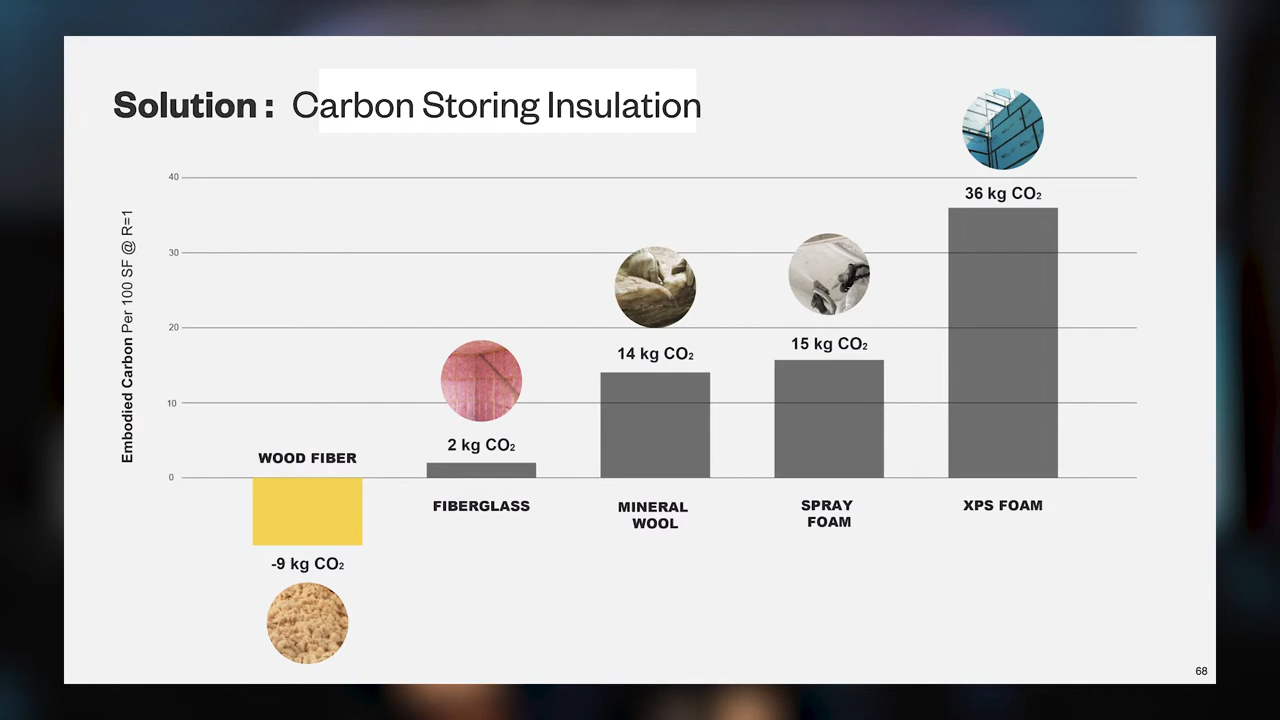 Solution : Carbon Storing Insulation
Embodied Carbon Per 100 SF @ R=1
40
30
20
10
0
WOOD FIBER
-9 kg CO₂
2 kg CO₂
FIBERGLASS
14 kg CO₂
MINERAL
WOOL
15 kg CO₂
SPRAY
FOAM
36 kg CO₂
XPS FOAM
68